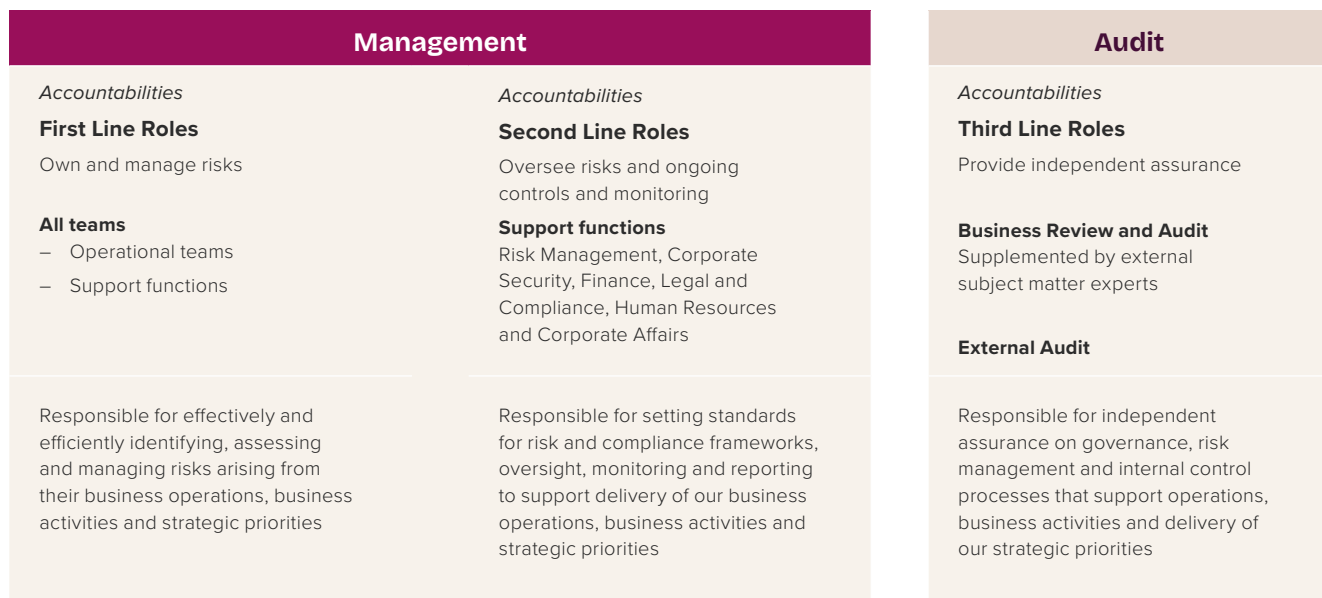 Management
Accountabilities
First Line Roles
Own and manage risks
All teams
– Operational teams
– Support functions
Responsible for effectively and
efficiently identifying, assessing
and managing risks arising from
their business operations, business
activities and strategic priorities
Accountabilities
Second Line Roles
Oversee risks and ongoing
controls and monitoring
Support functions
Risk Management, Corporate
Security, Finance, Legal and
Compliance, Human Resources
and Corporate Affairs
Responsible for setting standards
for risk and compliance frameworks,
oversight, monitoring and reporting
to support delivery of our business
operations, business activities and
strategic priorities
Audit
Accountabilities
Third Line Roles
Provide independent assurance
Business Review and Audit
Supplemented by external
subject matter experts
External Audit
Responsible for independent
assurance on governance, risk
management and internal control
processes that support operations,
business activities and delivery of
our strategic priorities